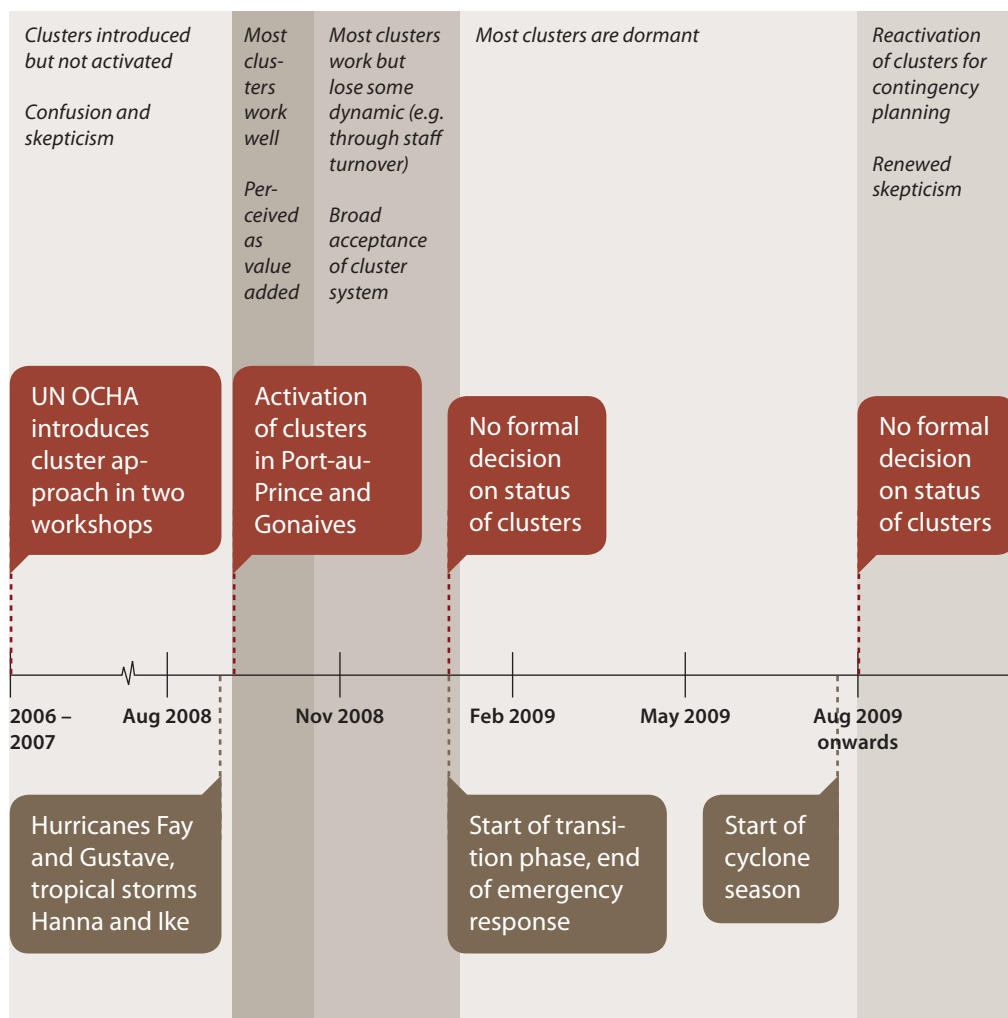 Clusters introduced
but not activated
Confusion and
skepticism
Most
clus-
ters
work
well
Per-
ceived
as
value
added
Most clusters
work but
lose some
dynamic (e.g.
through staff
turnover)
Broad
acceptance
of cluster
system
Most clusters are dormant
Reactivation
of clusters for
contingency
planning
Renewed
skepticism
UN OCHA
introduces
cluster ap-
proach in two
workshops
Activation
of clusters
in Port-au-
Prince and
Gonaives
No formal
decision
on status
of clusters
No formal
decision
on status
of clusters
2006 –
2007
Aug 2008
Nov 2008
Feb 2009
May 2009
Aug 2009
onwards
Hurricanes Fay
and Gustave,
tropical storms
Hanna and Ike
Start of transi-
tion phase, end
of emergency
response
Start of
cyclone
season